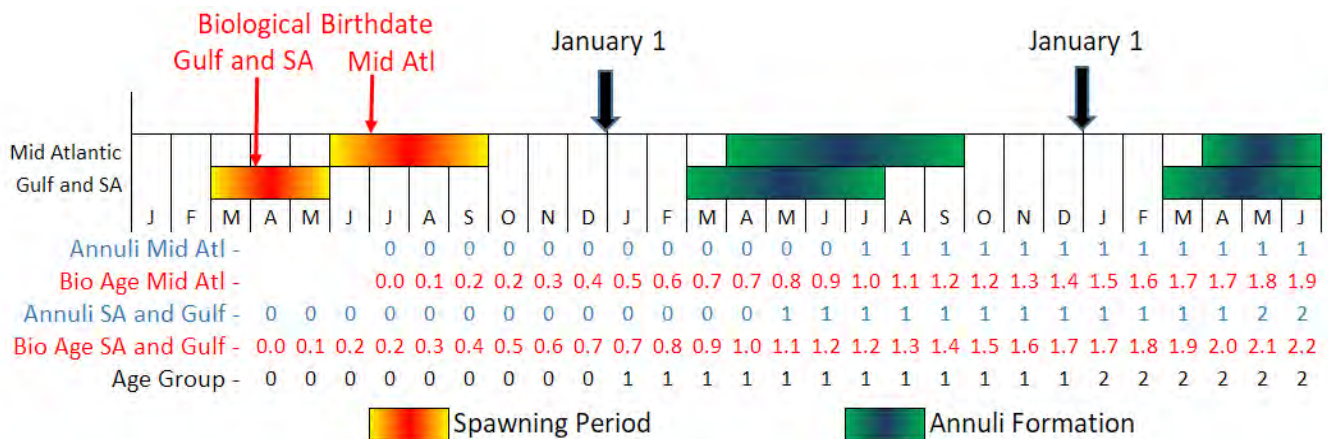 Biological Birthdate
Gulf and SA Mid Atl
January 1
January 1
Mid Atlantic
Gulf and SA
J F M A M J J A S O N D J F M A M J J A S O N D J F M A M J
Annuli Mid Atl - 0 0 0 0 0 0 0 0 0 0 0 0 1 1 1 1 1 1 1 1 1 1 1 1
Bio Age Mid Atl - 0.0 0.1 0.2 0.2 0.3 0.4 0.5 0.6 0.7 0.7 0.8 0.9 1.0 1.1 1.2 1.2 1.3 1.4 1.5 1.6 1.7 1.7 1.8 1.9
Annuli SA and Gulf - 0 0 0 0 0 0 0 0 0 0 0 0 0 1 1 1 1 1 1 1 1 1 1 1 1 2 2
Bio Age SA and Gulf - 0.0 0.1 0.2 0.2 0.3 0.4 0.5 0.6 0.7 0.7 0.8 0.9 1.0 1.1 1.2 1.2 1.3 1.4 1.5 1.6 1.7 1.7 1.8 1.9 2.0 2.1 2.2
Age Group - 0 0 0 0 0 0 0 0 0 1 1 1 1 1 1 1 1 1 1 1 1 2 2 2 2 2 2
Spawning Period
Annuli Formation